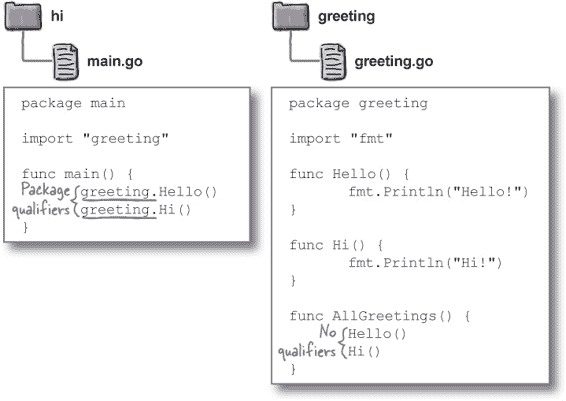 hi
main.go
package main
import "greeting"
func main() {
Package greeting.Hello()
qualifiers greeting.Hi()
}
greeting
greeting.go
package greeting
import "fmt"
func Hello() {
fmt.Println("Hello!")
}
func Hi() {
fmt.Println("Hi!")
}
func AllGreetings() {
No Hello()
qualifiers Hi()
}